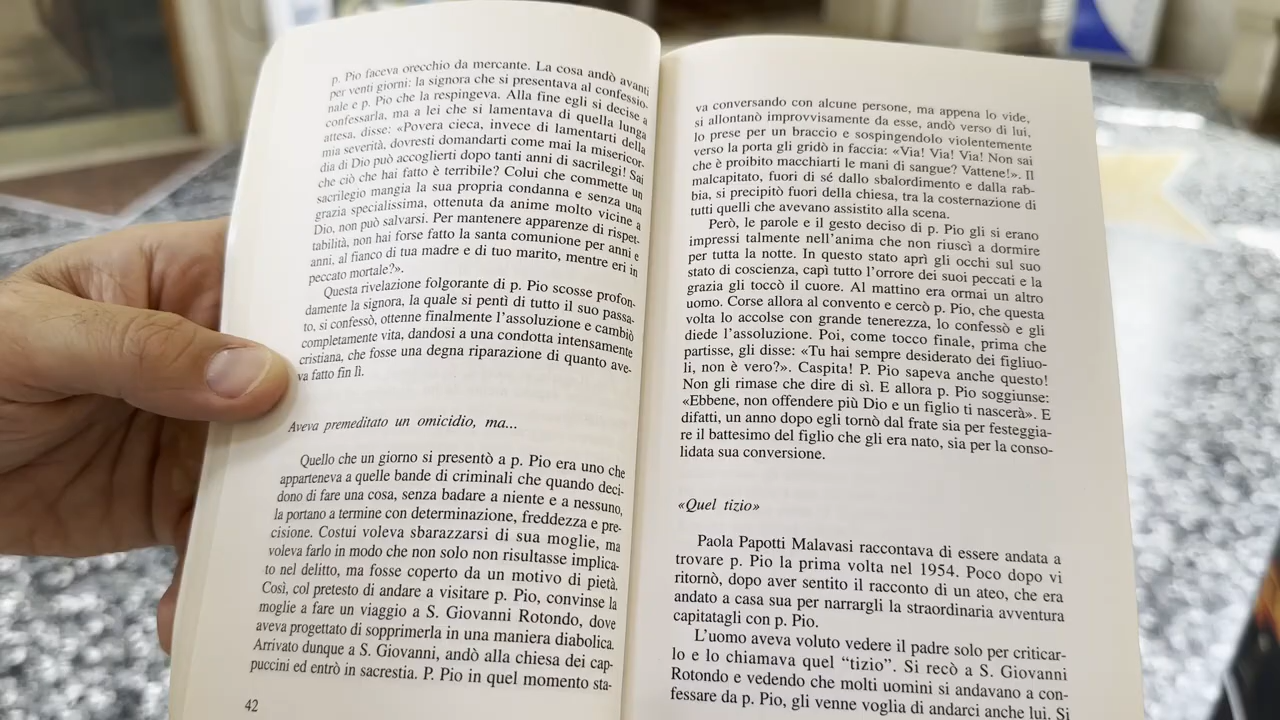 p. Pio faceva orecchio da mercante. La cosa andò avanti
per venti giorni: la signora che si presentava al confessio-
nale e p. Pio che la respingeva. Alla fine egli si decise a
confessarla, ma a lei che si lamentava di quella lunga
attesa, disse: «Povera cieca, invece di lamentarti della
mia severità, dovresti domandarti come mai la misericor-
dia di Dio può accoglierti dopo tanti anni di sacrilegi! Sai
che ciò che hai fatto è terribile? Colui che commette un
sacrilegio mangia la sua propria condanna e senza una
grazia specialissima, ottenuta da anime molto vicine a
Dio, non può salvarsi. Per mantenere apparenze di rispet-
tabilità, non hai forse fatto la santa comunione per anni e
anni, al fianco di tua madre e di tuo marito, mentre eri in
peccato mortale?».
Questa rivelazione folgorante di p. Pio scosse profon-
damente la signora, la quale si pentì di tutto il suo passa-
to, si confessò, ottenne finalmente l'assoluzione e cambiò
completamente vita, dandosi a una condotta intensamente
cristiana, che fosse una degna riparazione di quanto ave-
va fatto fin lì.
Aveva premeditato un omicidio, ma...
Quello che un giorno si presentò a p. Pio era uno che
apparteneva a quelle bande di criminali che quando deci-
dono di fare una cosa, senza badare a niente e a nessuno,
la portano a termine con determinazione, freddezza e pre-
cisione. Costui voleva sbarazzarsi di sua moglie, ma
voleva farlo in modo che non solo non risultasse implica-
to nel delitto, ma fosse coperto da un motivo di pietà.
Così, col pretesto di andare a visitare p. Pio, convinse la
moglie a fare un viaggio a S. Giovanni Rotondo, dove
aveva progettato di sopprimerla in una maniera diabolica.
Arrivato dunque a S. Giovanni, andò alla chiesa dei cap-
puccini ed entrò in sacrestia. P. Pio in quel momento sta-
42
va conversando con alcune persone, ma appena lo vide,
si allontanò improvvisamente da esse, andò verso di lui,
lo prese per un braccio e sospingendolo violentemente
verso la porta gli gridò in faccia: «Via! Via! Via! Non sai
che è proibito macchiarti le mani di sangue? Vattene!». Il
malcapitato, fuori di sé dallo sbalordimento e dalla rab-
bia, si precipitò fuori della chiesa, tra la costernazione di
tutti quelli che avevano assistito alla scena.
Però, le parole e il gesto deciso di p. Pio gli si erano
impressi talmente nell'anima che non riuscì a dormire
per tutta la notte. In questo stato aprì gli occhi sul suo
stato di coscienza, capì tutto l'orrore dei suoi peccati e la
grazia gli toccò il cuore. Al mattino era ormai un altro
uomo. Corse allora al convento e cercò p. Pio, che questa
volta lo accolse con grande tenerezza, lo confessò e gli
diede l'assoluzione. Poi, come tocco finale, prima che
partisse, gli disse: «Tu hai sempre desiderato dei figliuo-
li, non è vero?». Caspita! P. Pio sapeva anche questo!
Non gli rimase che dire di sì. E allora p. Pio soggiunse:
«Ebbene, non offendere più Dio e un figlio ti nascerà». E
difatti, un anno dopo egli tornò dal frate sia per festeggia-
re il battesimo del figlio che gli era nato, sia per la conso-
lidata sua conversione.
«Quel tizio»
Paola Papotti Malavasi raccontava di essere andata a
trovare p. Pio la prima volta nel 1954. Poco dopo vi
ritornò, dopo aver sentito il racconto di un ateo, che era
andato a casa sua per narrargli la straordinaria avventura
capitatagli con p. Pio.
L'uomo aveva voluto vedere il padre solo per criticar-
lo e lo chiamava quel “tizio”. Si recò a S. Giovanni
Rotondo e vedendo che molti uomini si andavano a con-
fessare da p. Pio, gli venne voglia di andarci anche lui. Si